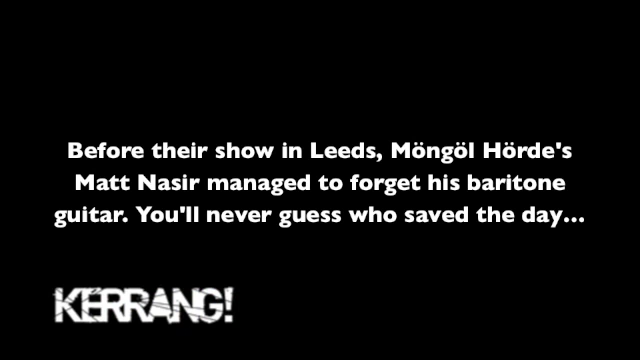 Before their show in Leeds, Möngöl Hörde's
Matt Nasir managed to forget his baritone
guitar. You'll never guess who saved the day...
KERRANG!